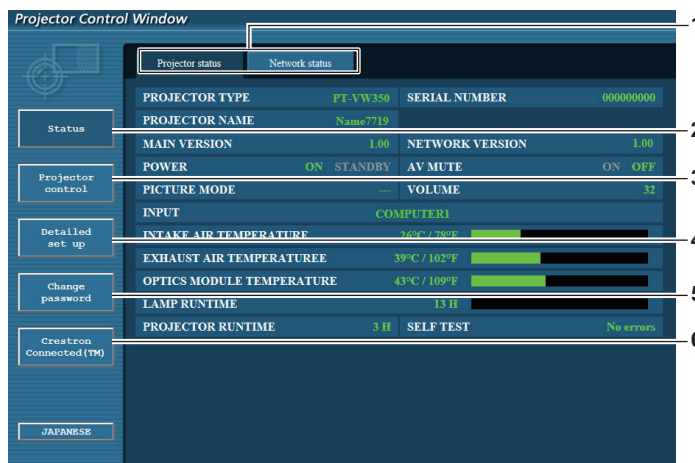 Projector Control Window
1
Projector status Network status
PROJECTOR TYPE PT-VW350 SERIAL NUMBER 000000000
PROJECTOR NAME Name7719
Status
2
MAIN VERSION 1.00 NETWORK VERSION 1.00
POWER ON STANDBY AV MUTE ON OFF
Projector
control
3
PICTURE MODE — VOLUME 32
INPUT COMPUTER1
Detailed
set up
4
INTAKE AIR TEMPERATURE 26°C / 78°F
EXHAUST AIR TEMPERATUREE 39°C / 102°F
OPTICS MODULE TEMPERATURE 43°C / 109°F
Change
password
5
LAMP RUNTIME 13 H
PROJECTOR RUNTIME 3 H SELF TEST No errors
Crestron
Connected(TM)
6
JAPANESE